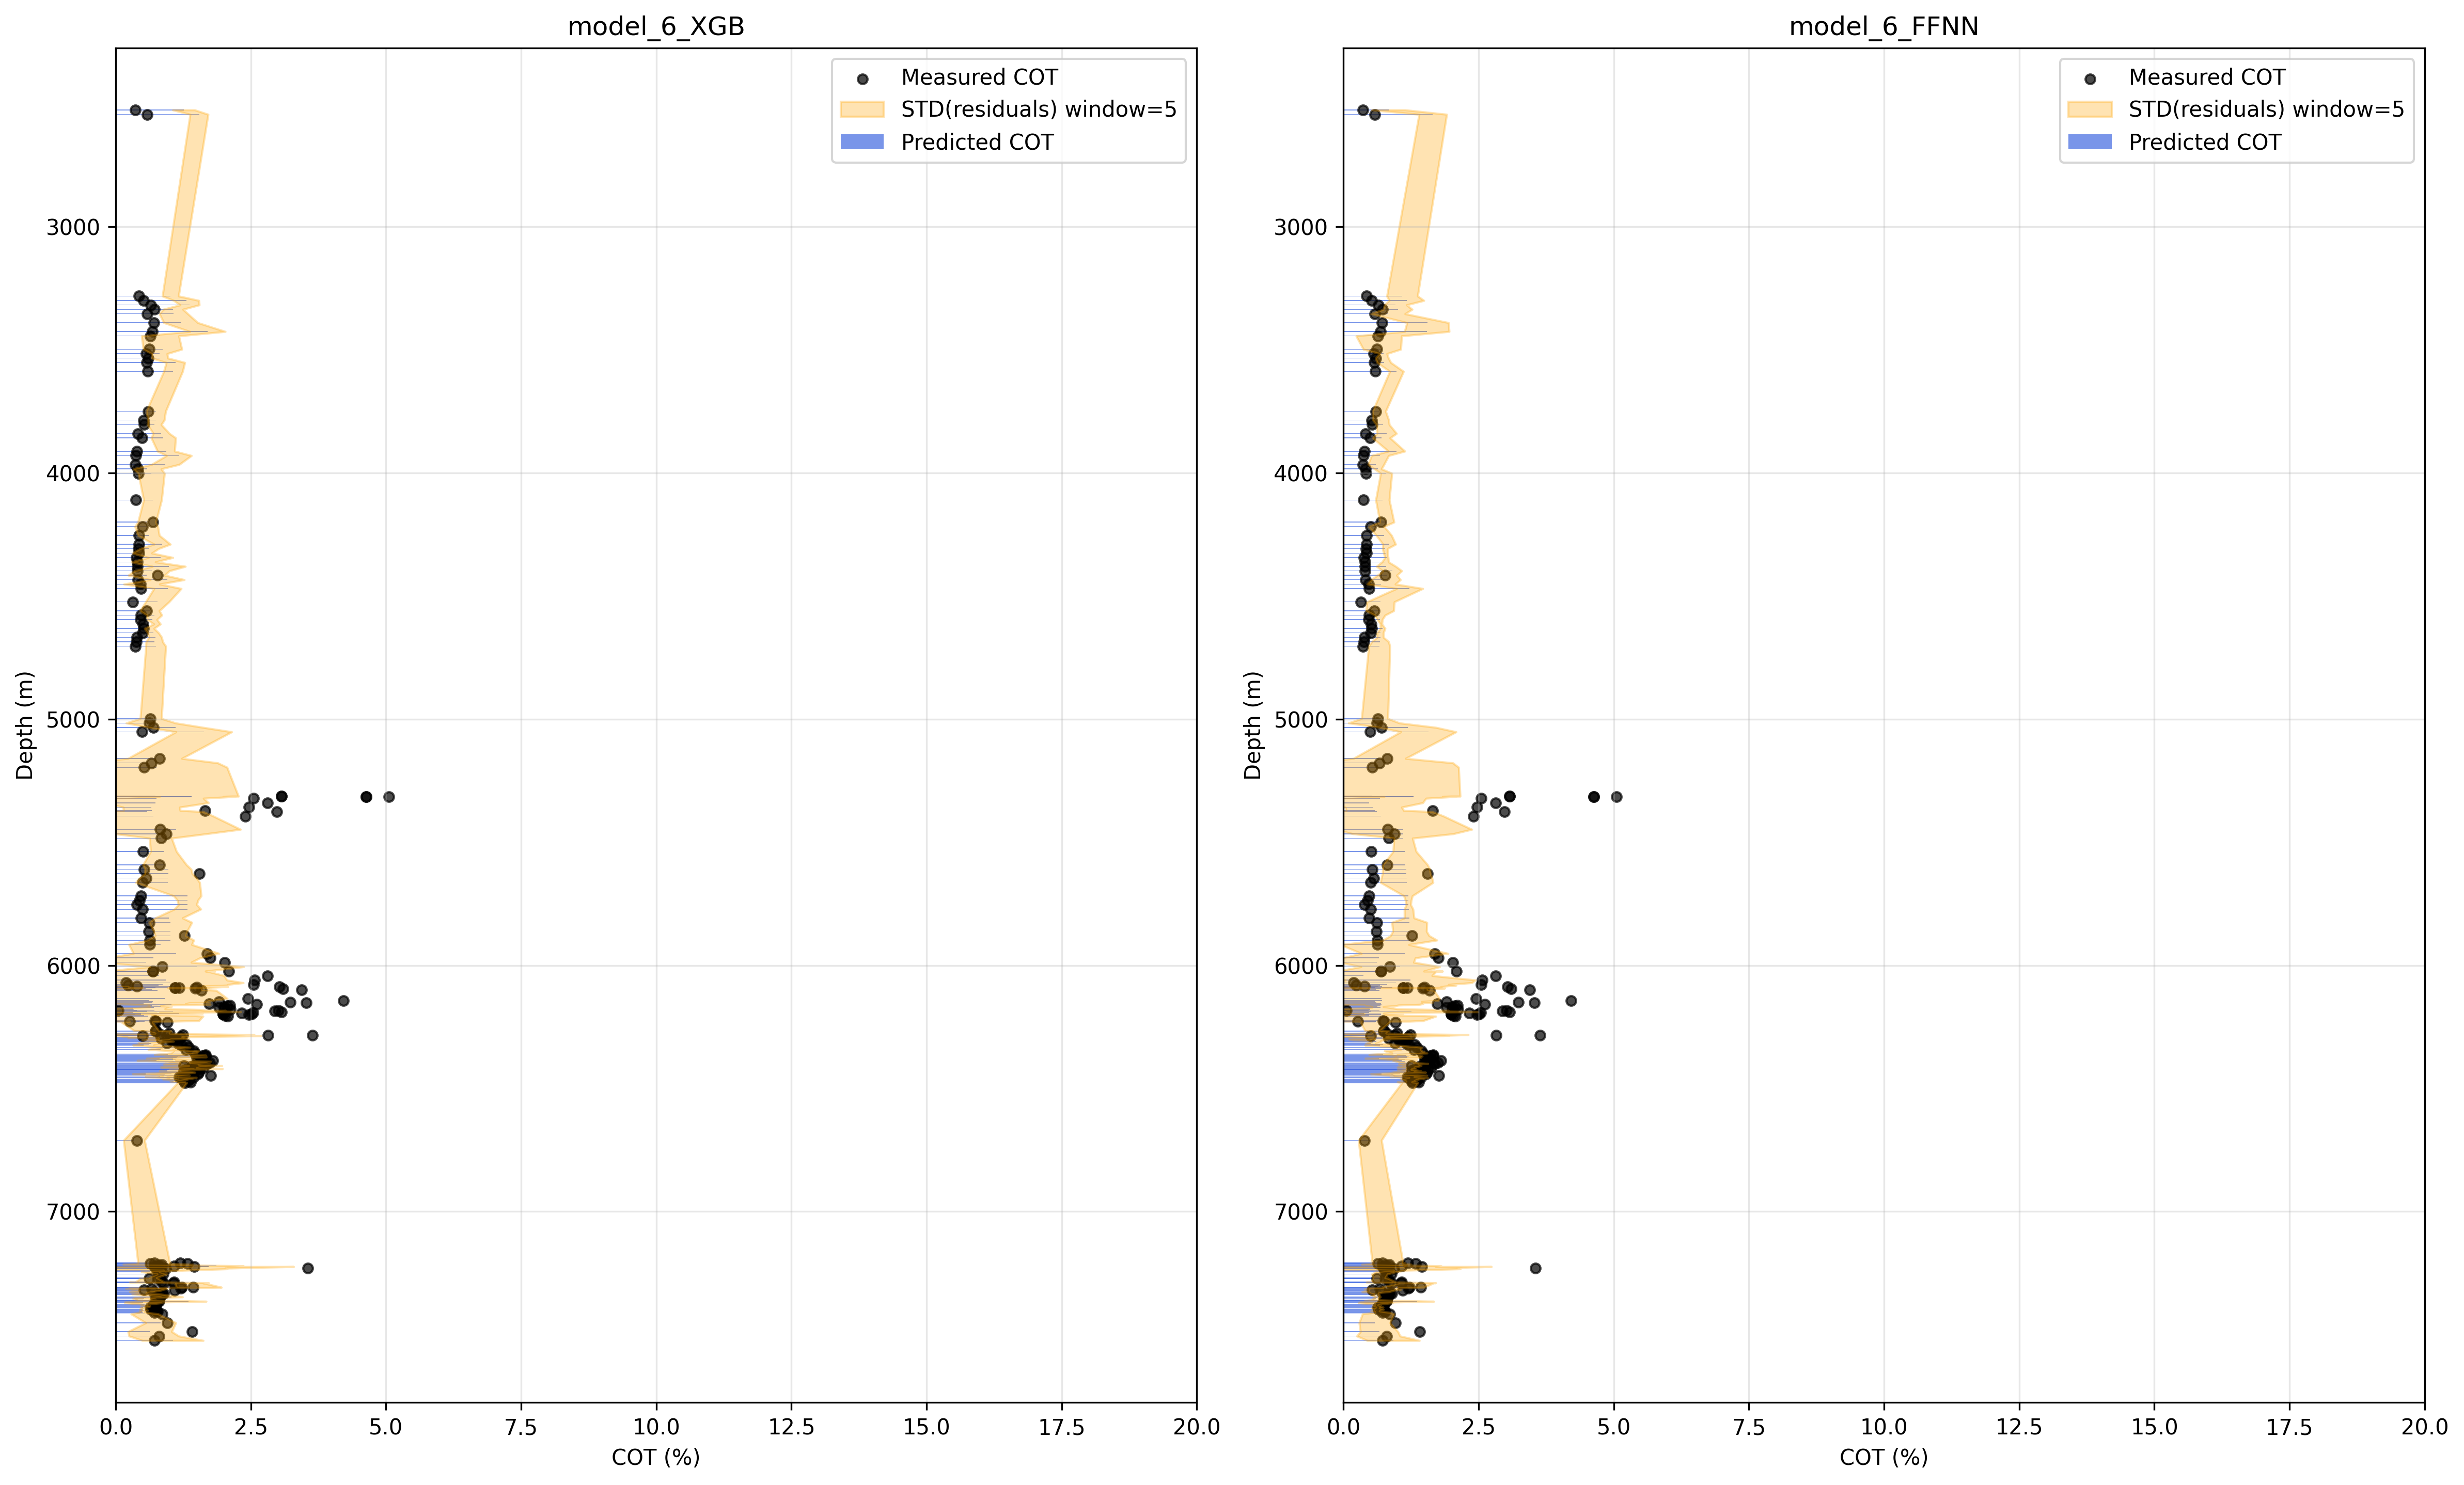 model_6_XGB
Measured COT
STD(residuals) window=5
Predicted COT
3000
4000
5000
6000
7000
Depth (m)
0.0 2.5 5.0 7.5 10.0 12.5 15.0 17.5 20.0
COT (%)
model_6_FFNN
Measured COT
STD(residuals) window=5
Predicted COT
3000
4000
5000
6000
7000
Depth (m)
0.0 2.5 5.0 7.5 10.0 12.5 15.0 17.5 20.0
COT (%)